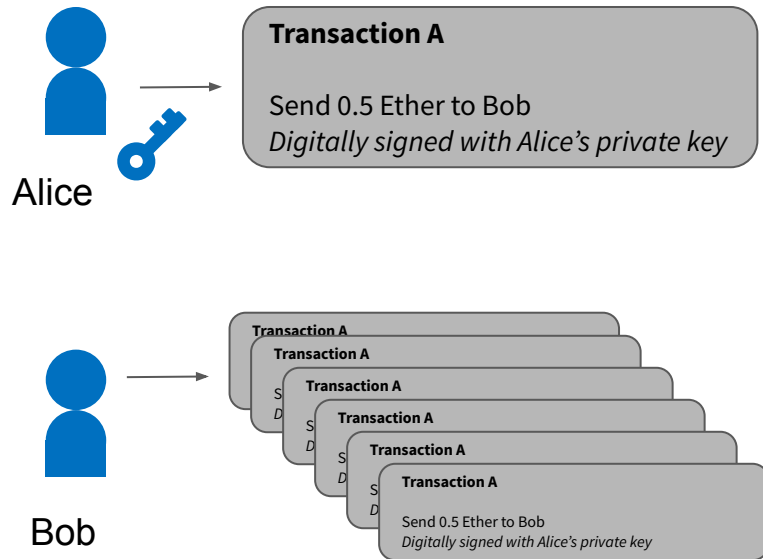 Transaction A
Send 0.5 Ether to Bob
Digitally signed with Alice's private key
Alice
Transaction A
Transaction A
S
D
Transaction A
S
D
Transaction A
S
D
Transaction A
S
D
Transaction A
Send 0.5 Ether to Bob
Digitally signed with Alice's private key
Bob